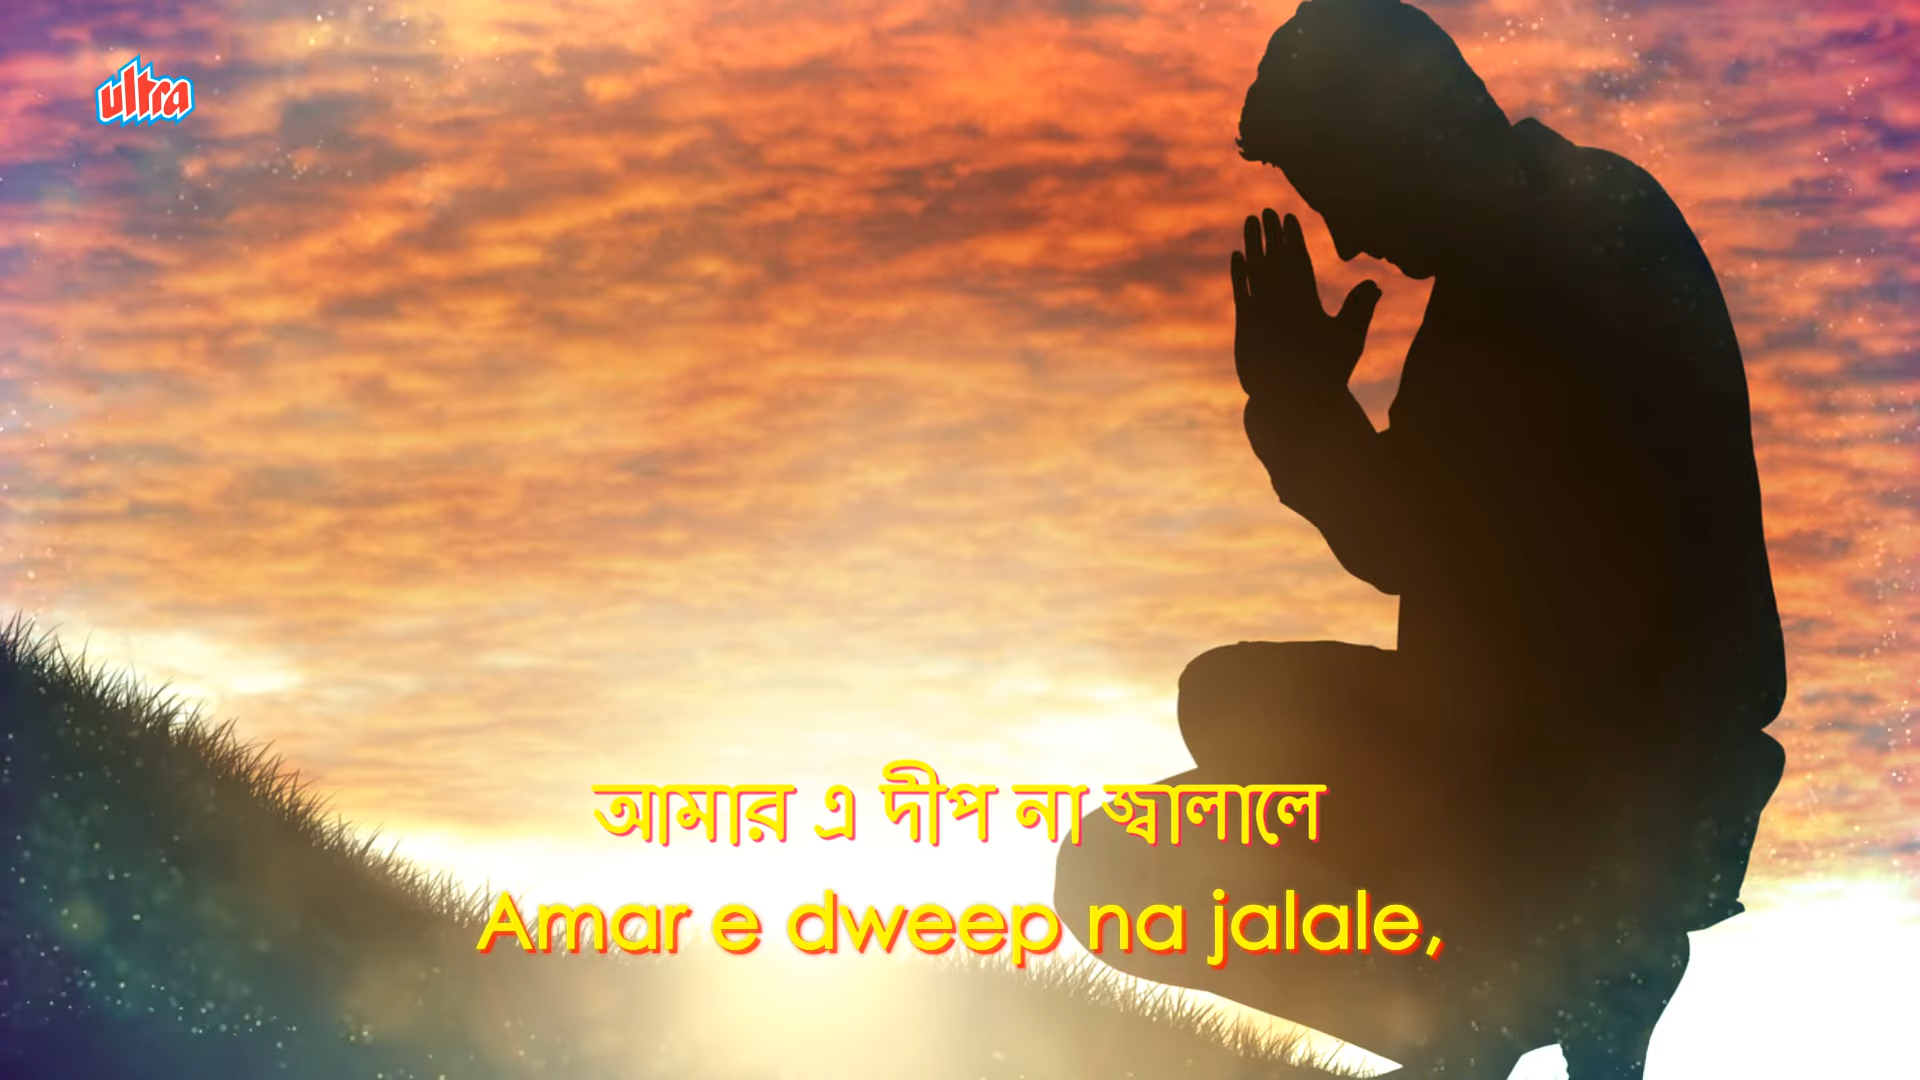 ultra
আমার এ দীপ না জ্বালালে
Amar e dweep na jalale,